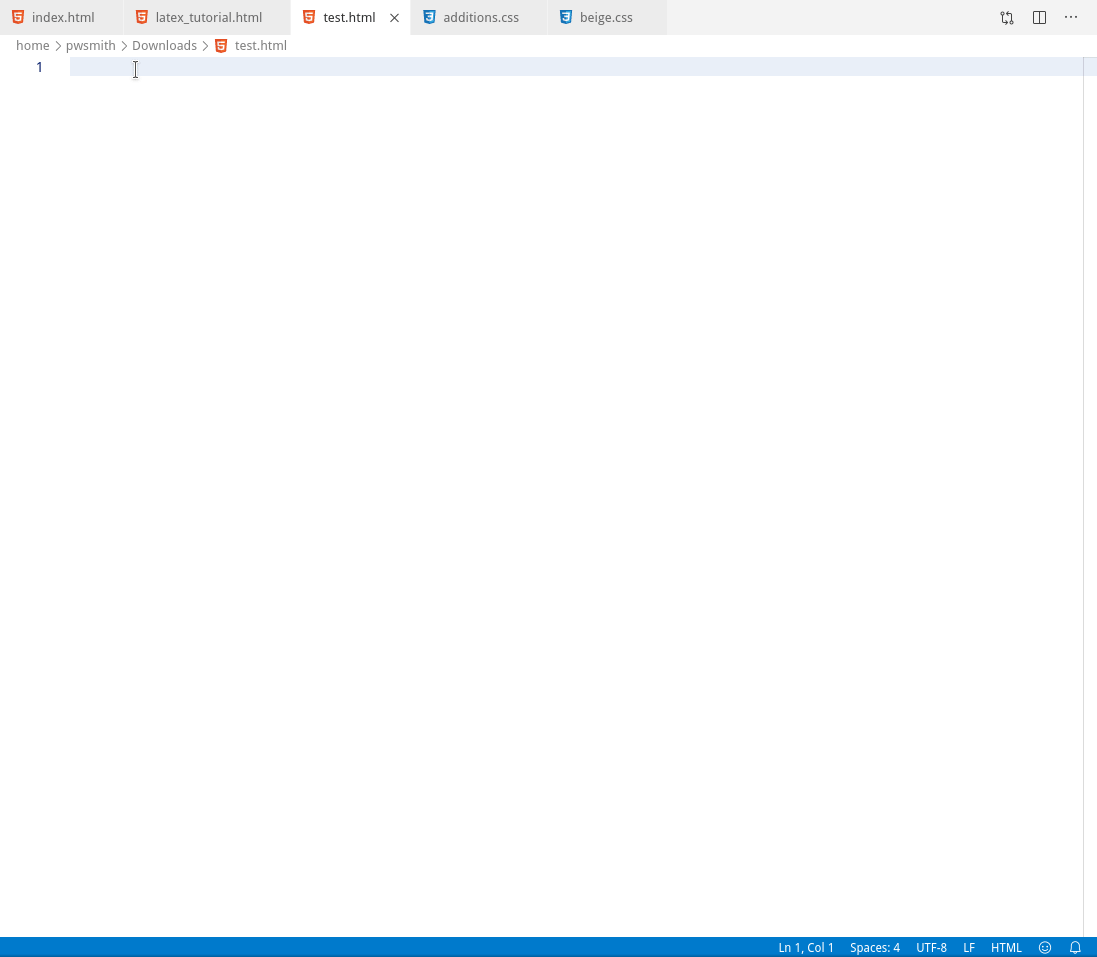 index.html latex_tutorial.html test.html additions.css beige.css
home pwsmith Downloads test.html
1
Ln 1, Col 1 Spaces: 4 UTF-8 LF HTML